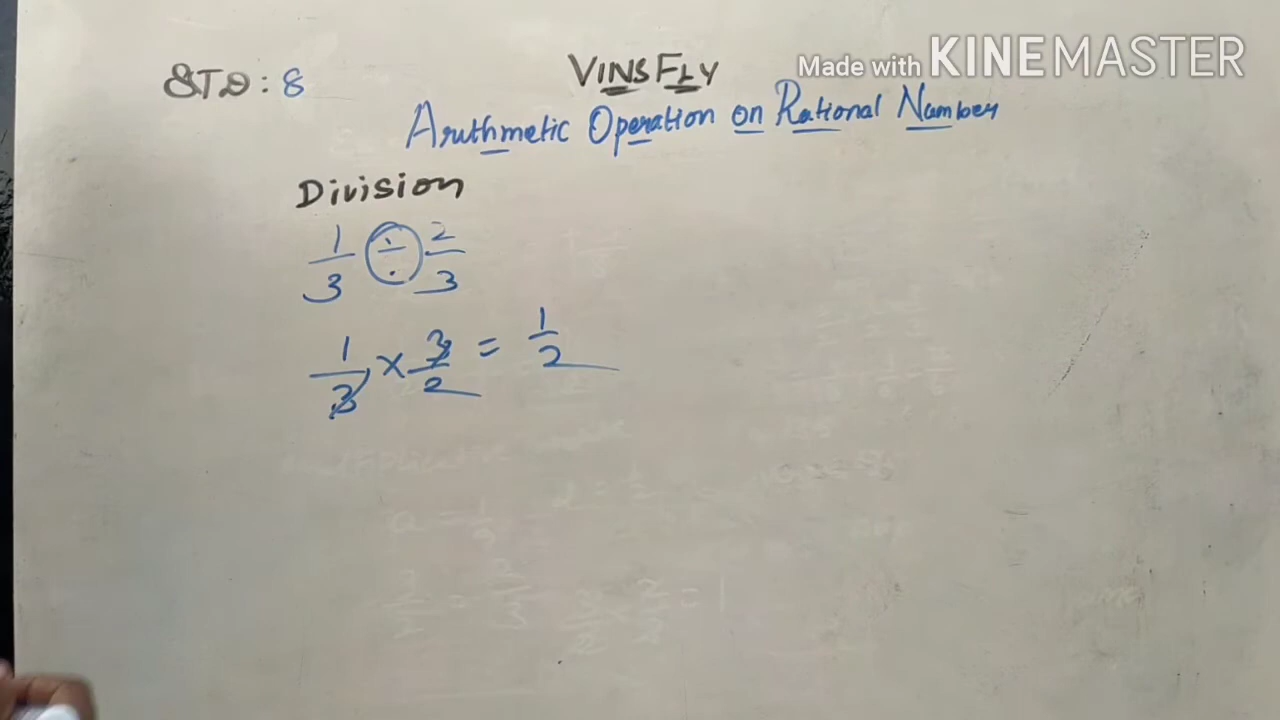 STD : 8
VINSFLY
Made with KINEMASTER
Arithmetic Operation on Rational Number
Division
1/3 ÷ 2/3
1/3 × 3/2 = 1/2